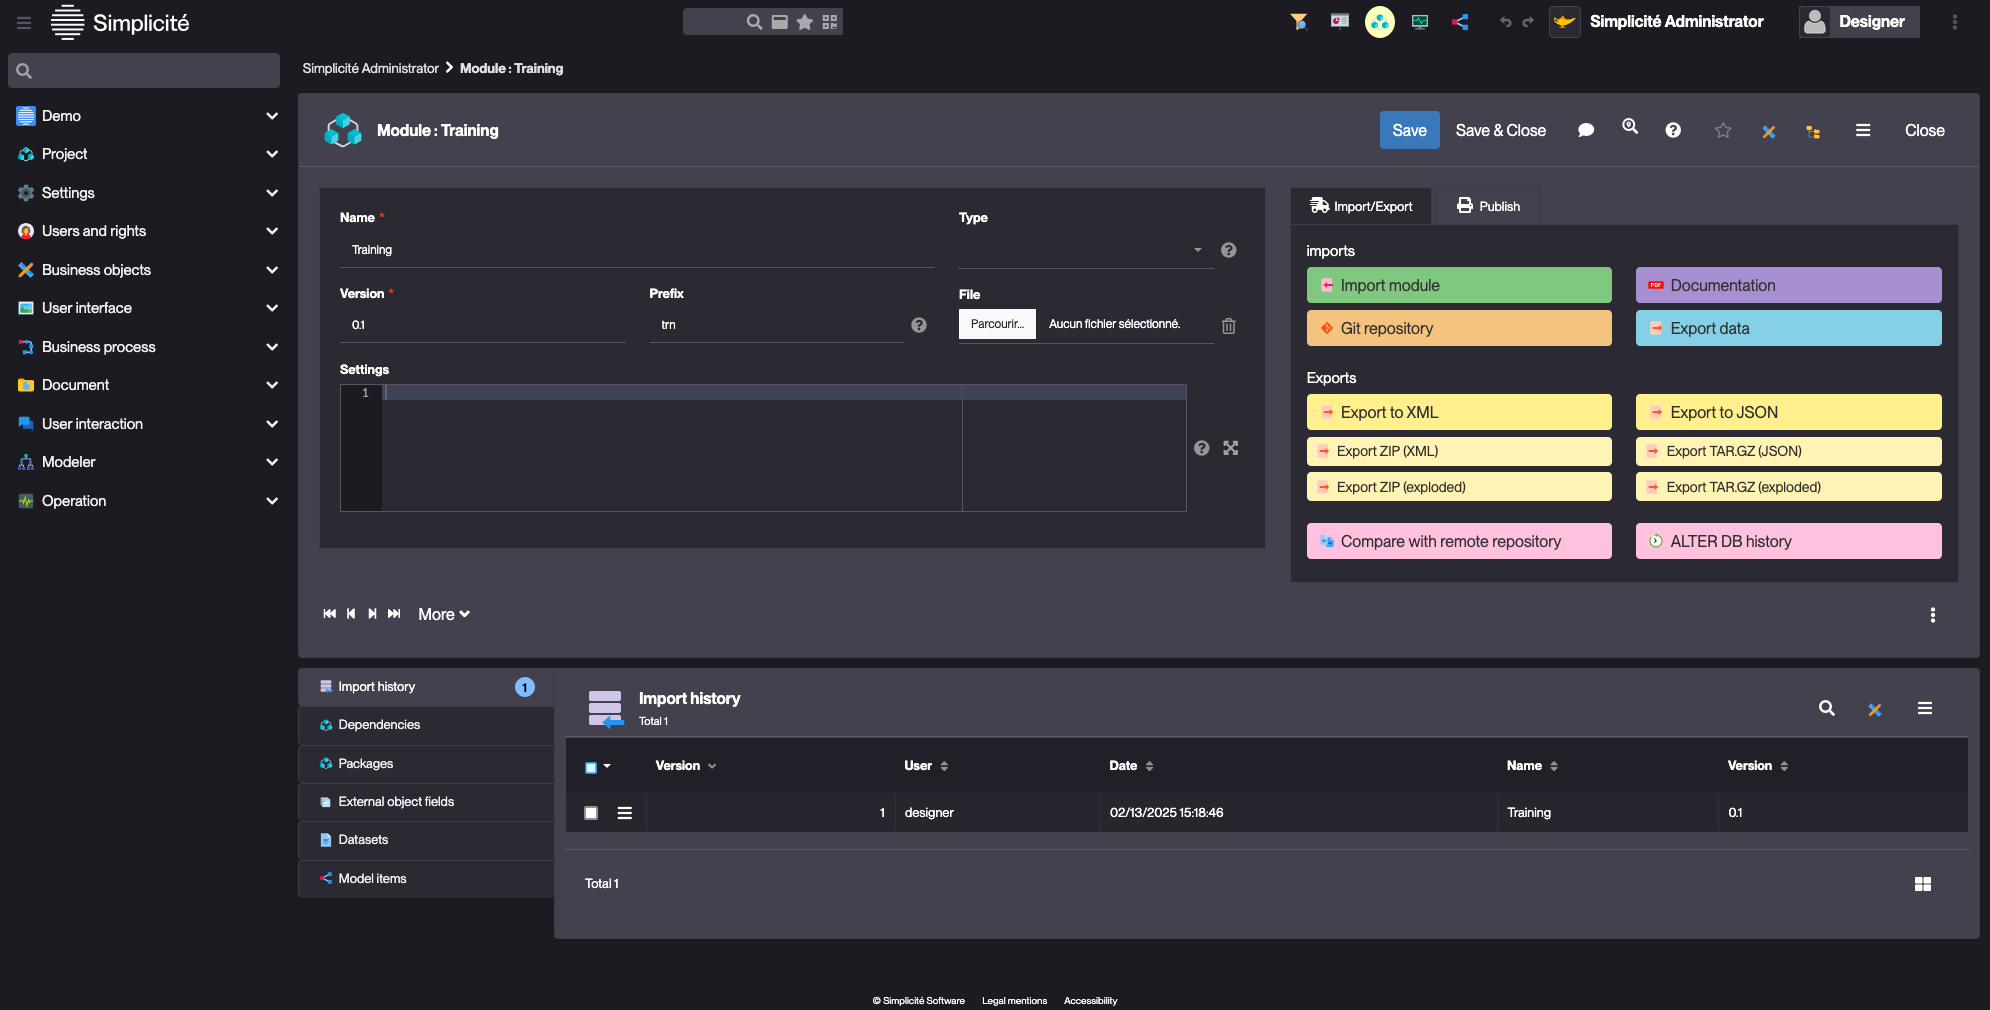 Simplicité
Simplicité Administrator
Designer
Simplicité Administrator > Module : Training
Demo
Project
Settings
Users and rights
Business objects
User interface
Business process
Document
User interaction
Modeler
Operation
Module : Training
Save
Save & Close
Close
Name *
Training
Type
Version *
0.1
Prefix
trn
File
Parcourir...
Aucun fichier sélectionné.
Settings
1
Import/Export
Publish
imports
Import module
PDF Documentation
Git repository
Export data
Exports
Export to XML
Export to JSON
Export ZIP (XML)
Export TAR.GZ (JSON)
Export ZIP (exploded)
Export TAR.GZ (exploded)
Compare with remote repository
ALTER DB history
More
Import history 1
Dependencies
Packages
External object fields
Datasets
Model items
Import history
Total 1
Version User Date Name Version
1 designer 02/13/2025 15:18:46 Training 0.1
Total 1
© Simplicité Software Legal mentions Accessibility